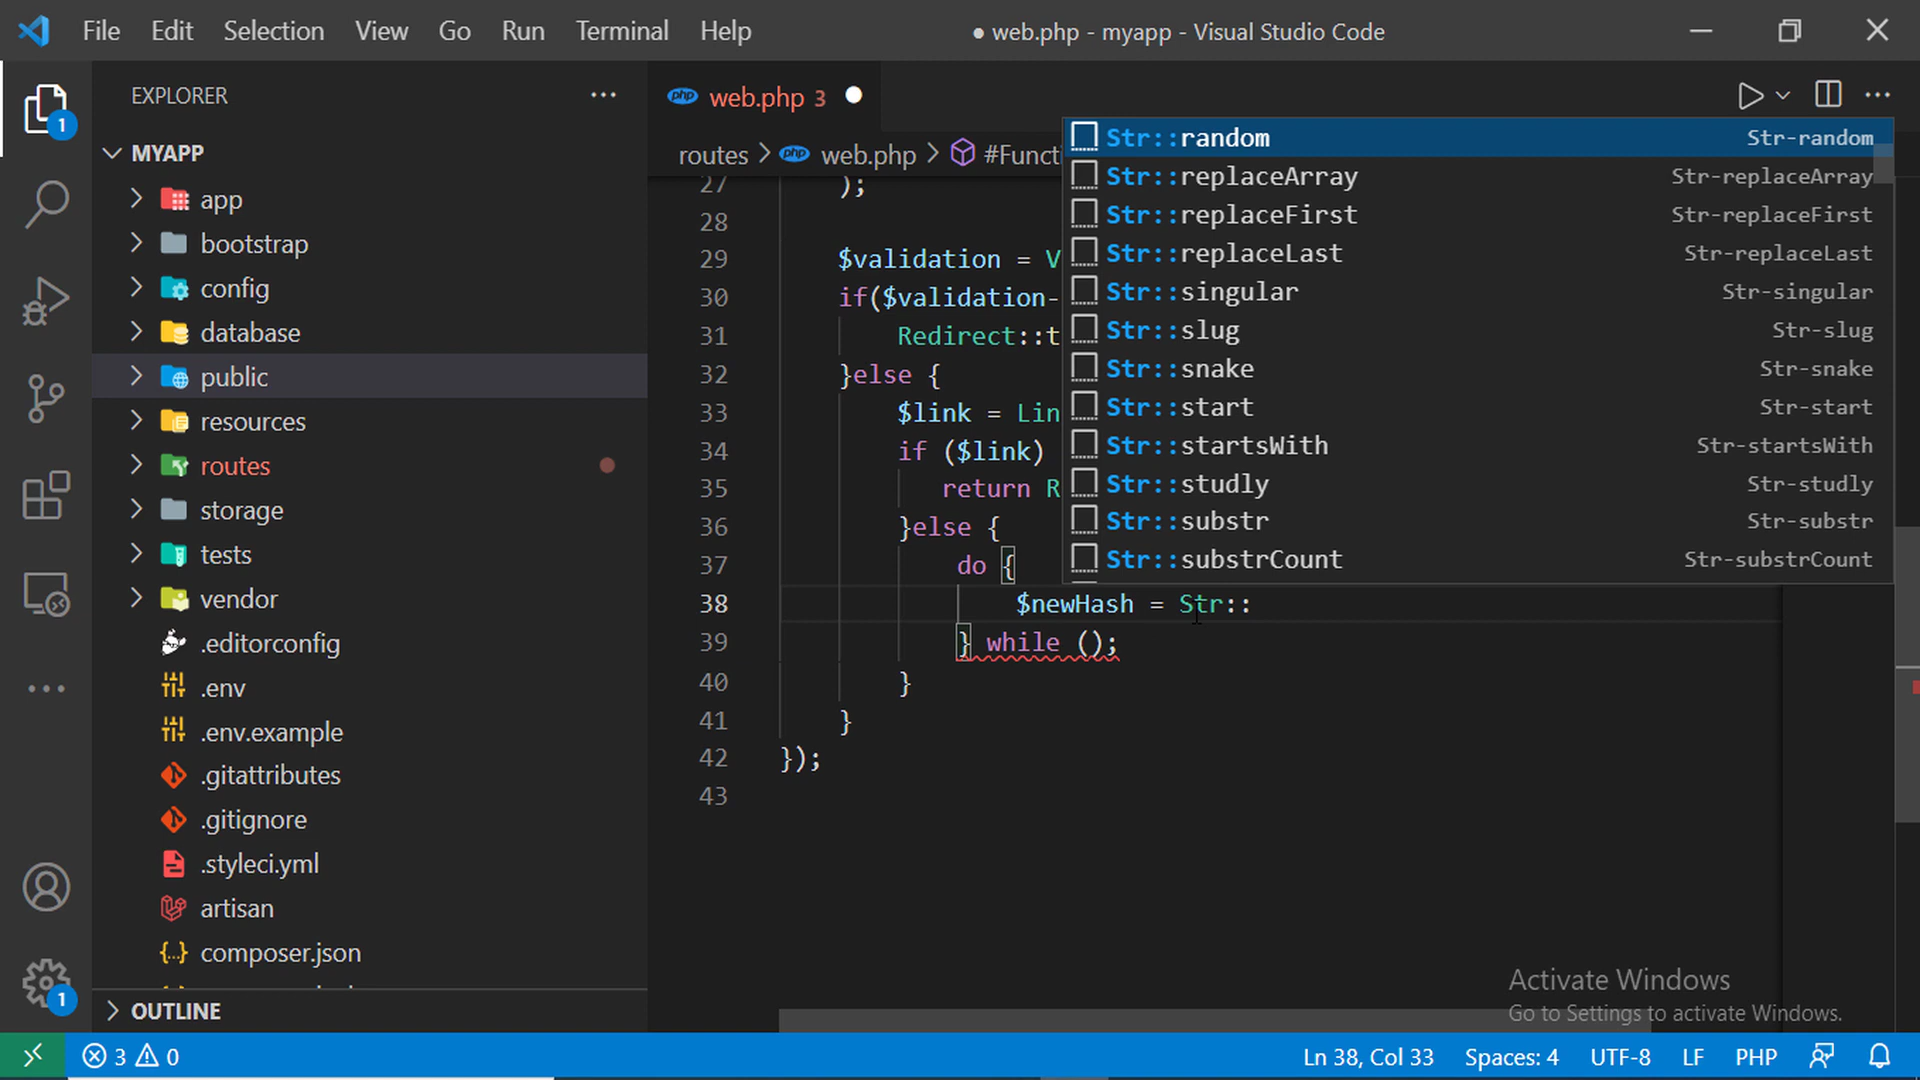 File Edit Selection View Go Run Terminal Help
● web.php - myapp - Visual Studio Code
EXPLORER
MYAPP
app
bootstrap
config
database
public
resources
routes
storage
tests
vendor
.editorconfig
.env
.env.example
.gitattributes
.gitignore
.styleci.yml
artisan
composer.json
OUTLINE
1
1
web.php 3
routes > web.php > #Functi
27 );
28
29 $validation = V
30 if($validation-
31 Redirect::t
32 }else {
33 $link = Lin
34 if ($link)
35 return R
36 }else {
37 do {
38 $newHash = Str::
39 } while ();
40 }
41 }
42 });
43
Str::random Str-random
Str::replaceArray Str-replaceArray
Str::replaceFirst Str-replaceFirst
Str::replaceLast Str-replaceLast
Str::singular Str-singular
Str::slug Str-slug
Str::snake Str-snake
Str::start Str-start
Str::startsWith Str-startsWith
Str::studly Str-studly
Str::substr Str-substr
Str::substrCount Str-substrCount
Activate Windows
Go to Settings to activate Windows.
3 0
Ln 38, Col 33 Spaces: 4 UTF-8 LF PHP